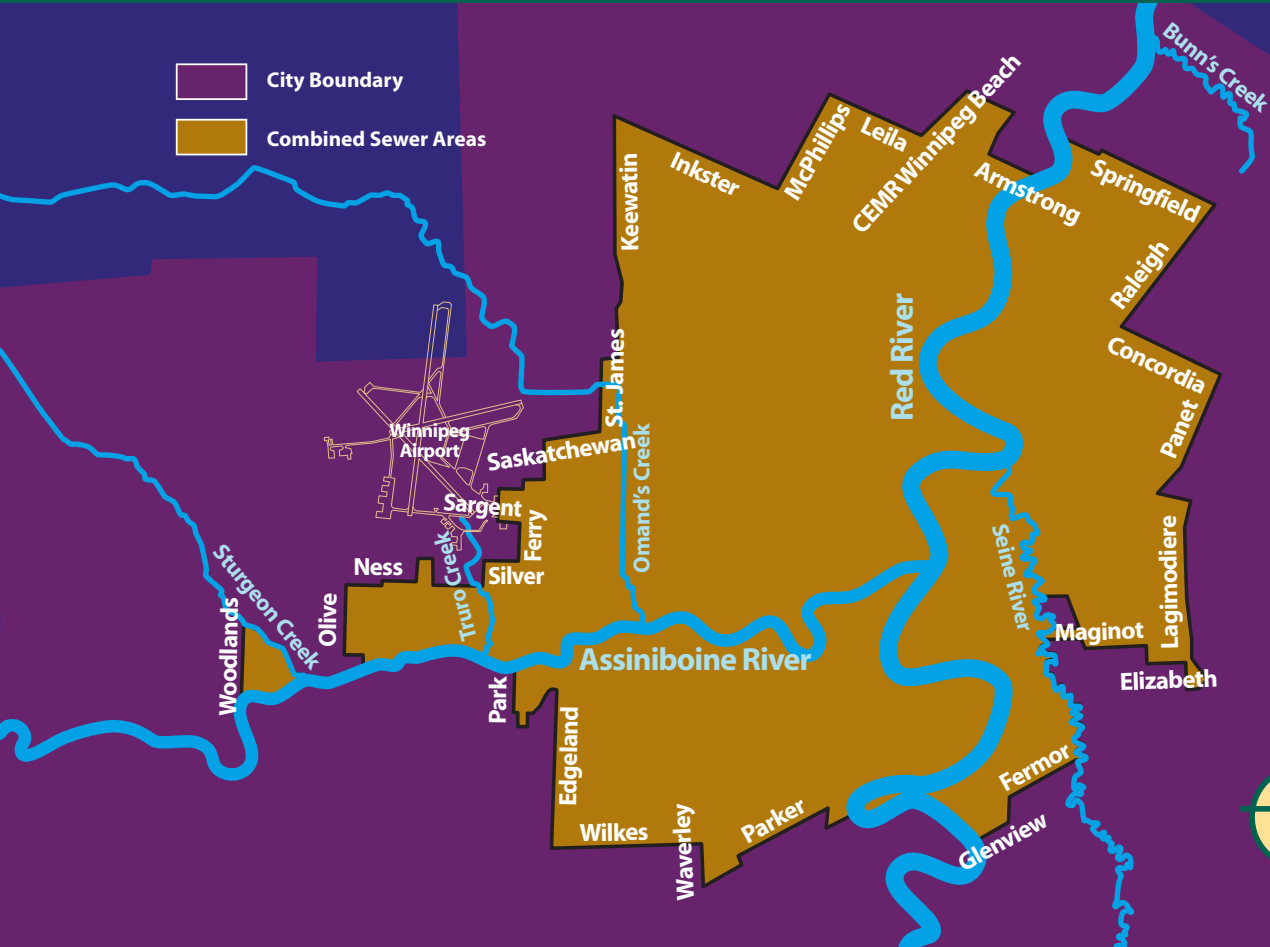 City Boundary
Combined Sewer Areas
Bunn's Creek
Keewatin
Inkster
McPhillips
Leila
CEMR Winnipeg Beach
Armstrong
Springfield
Raleigh
Concordia
Panet
Red River
St. James
Winnipeg
Airport
Saskatchewan
Omand's Creek
Sargent
Ferry
Silver
Ness
Truro Creek
Olive
Sturgeon Creek
Woodlands
Seine River
Lagimodiere
Maginot
Elizabeth
Assiniboine River
Park
Edgeland
Wilkes
Waverley
Parker
Fermor
Glenview